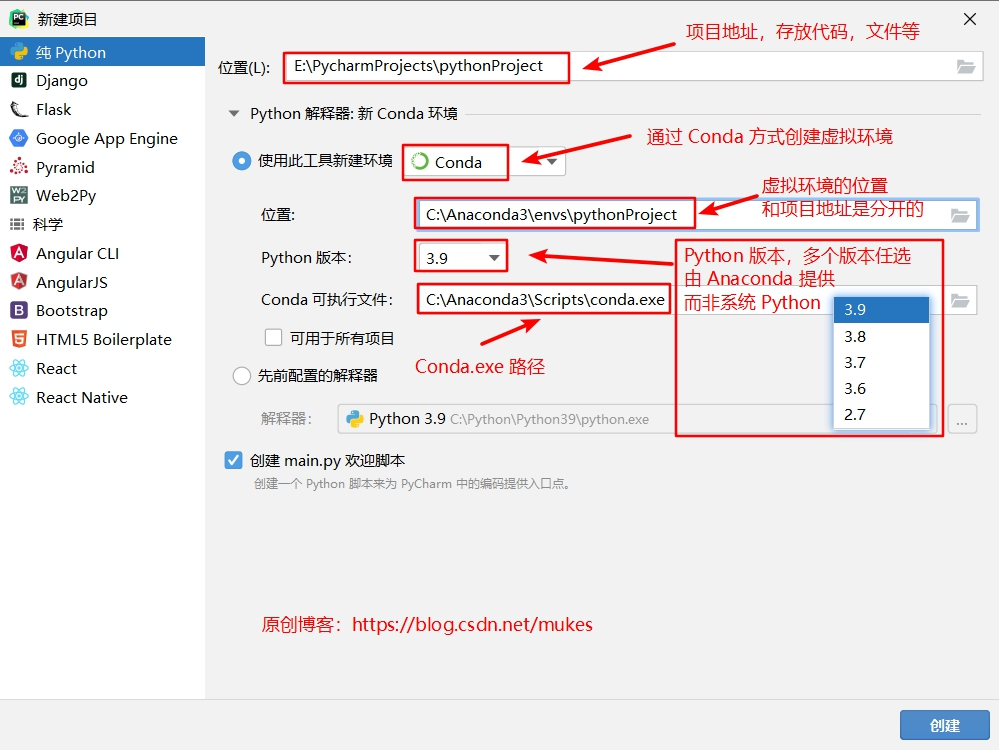 PC
新建项目
纯 Python
Django
Flask
Google App Engine
Pyramid
Web2Py
科学
Angular CLI
AngularJS
Bootstrap
HTML5 Boilerplate
React
React Native
项目地址，存放代码，文件等
位置(L): E:\PycharmProjects\pythonProject
Python 解释器: 新 Conda 环境
通过 Conda 方式创建虚拟环境
使用此工具新建环境 Conda
虚拟环境的位置
和项目地址是分开的
位置: C:\Anaconda3\envs\pythonProject
Python 版本: 3.9
Python 版本，多个版本任选
由 Anaconda 提供
而非系统 Python
Conda 可执行文件: C:\Anaconda3\Scripts\conda.exe
3.9
3.8
3.7
3.6
2.7
可用于所有项目
Conda.exe 路径
先前配置的解释器
解释器: Python 3.9 C:\Python\Python39\python.exe ...
创建 main.py 欢迎脚本
创建一个 Python 脚本来为 PyCharm 中的编码提供入口点。
原创博客：https://blog.csdn.net/mukes
创建